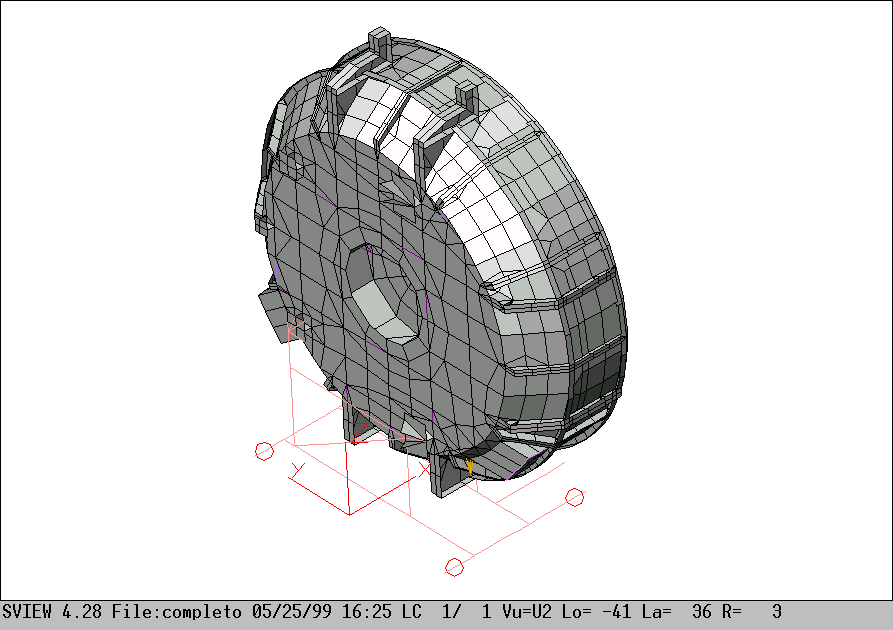 Y
X
SVIEW 4.28 File:completo 05/25/99 16:25 LC 1/ 1 Vu=U2 Lo= -41 La= 36 R= 3